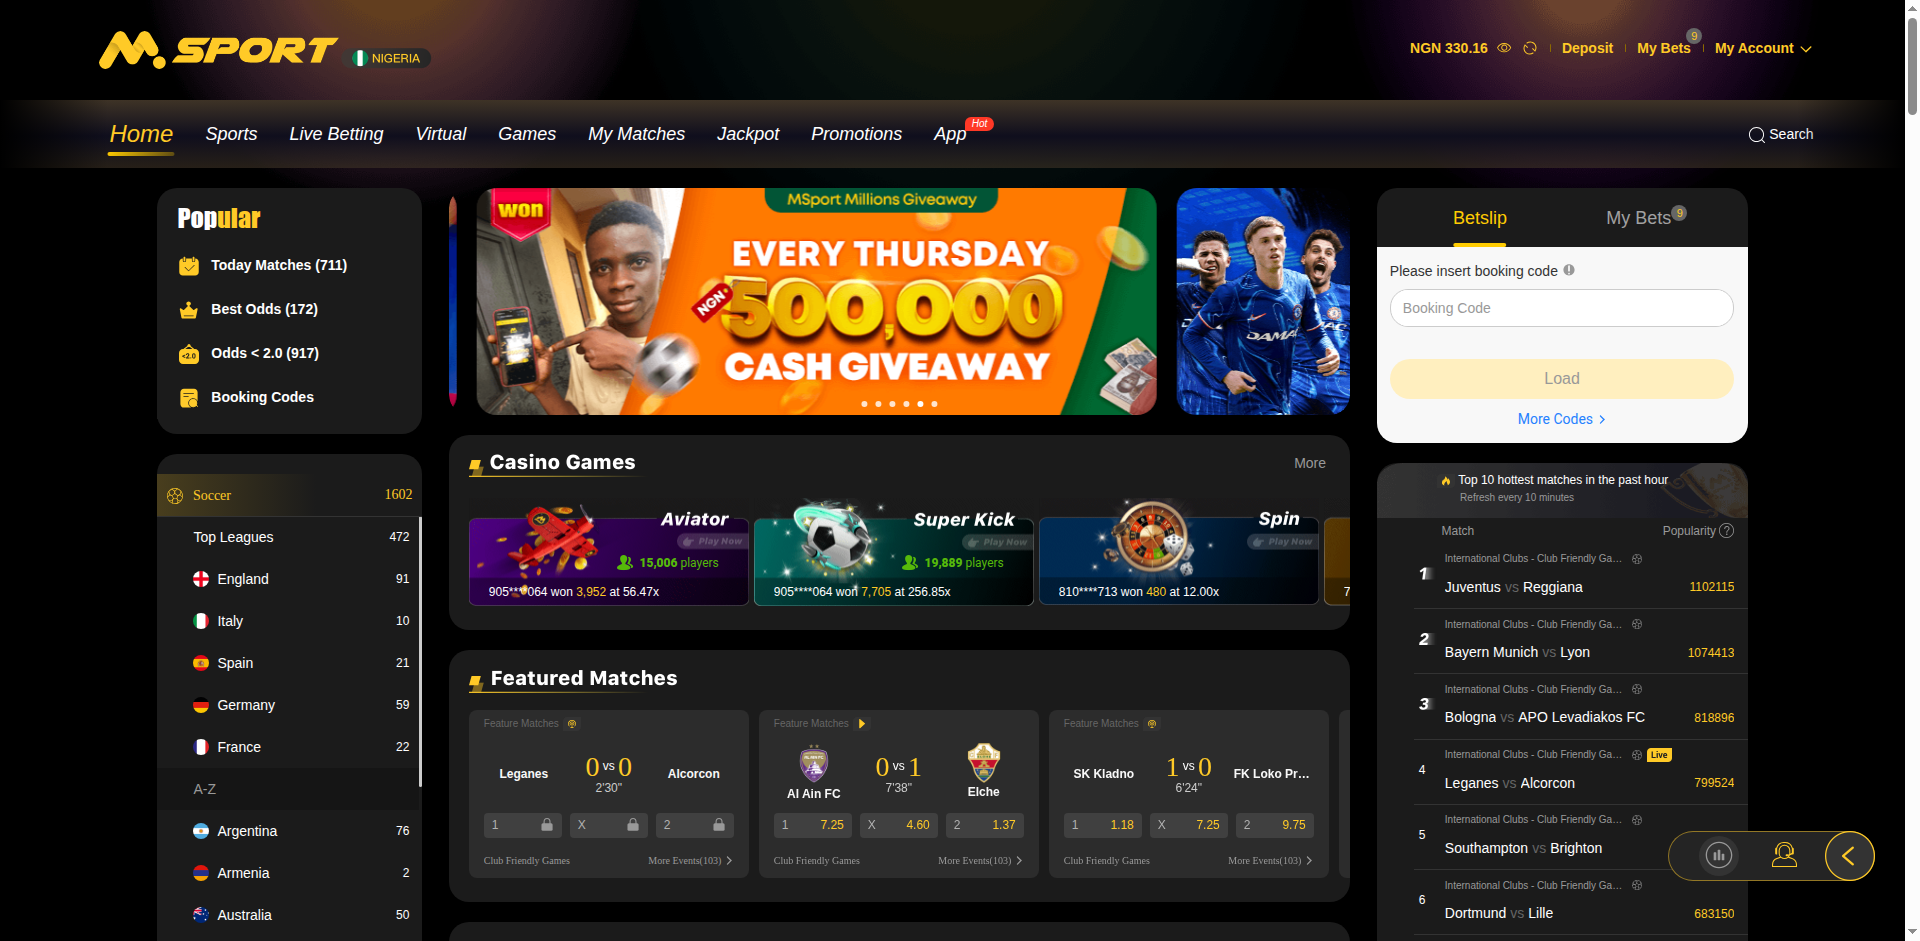 M.SPORT
NIGERIA
NGN 330.16
Deposit
My Bets
9
My Account
Home
Sports
Live Betting
Virtual
Games
My Matches
Jackpot
Promotions
App
Hot
Search
Popular
Today Matches (711)
Best Odds (172)
<2.0
Odds < 2.0 (917)
Booking Codes
Soccer
1602
Top Leagues
472
England
91
Italy
10
Spain
21
Germany
59
France
22
A-Z
Argentina
76
Armenia
2
Australia
50
won
MSport Millions Giveaway
EVERY THURSDAY
NGN
500,000
CASH GIVEAWAY
Casino Games
More
Aviator
Play Now
15,006 players
905****064 won 3,952 at 56.47x
Super Kick
Play Now
19,889 players
905****064 won 7,705 at 256.85x
Spin
Play Now
810****713 won 480 at 12.00x
7
Featured Matches
Feature Matches
Leganes
0 vs 0
2'30"
Alcorcon
1
X
2
Club Friendly Games
More Events(103)
Feature Matches
Al Ain FC
0 vs 1
7'38"
Elche
1 7.25
X 4.60
2 1.37
Club Friendly Games
More Events(103)
Feature Matches
SK Kladno
1 vs 0
6'24"
FK Loko Pr...
1 1.18
X 7.25
2 9.75
Club Friendly Games
More Events(103)
Betslip
My Bets
9
Please insert booking code
Booking Code
Load
More Codes
Top 10 hottest matches in the past hour
Refresh every 10 minutes
Match
Popularity ?
1
International Clubs - Club Friendly Ga...
Juventus vs Reggiana
1102115
2
International Clubs - Club Friendly Ga...
Bayern Munich vs Lyon
1074413
3
International Clubs - Club Friendly Ga...
Bologna vs APO Levadiakos FC
818896
4
International Clubs - Club Friendly Ga...
Live
Leganes vs Alcorcon
799524
5
International Clubs - Club Friendly Ga...
Southampton vs Brighton
6
International Clubs - Club Friendly Ga...
Dortmund vs Lille
683150